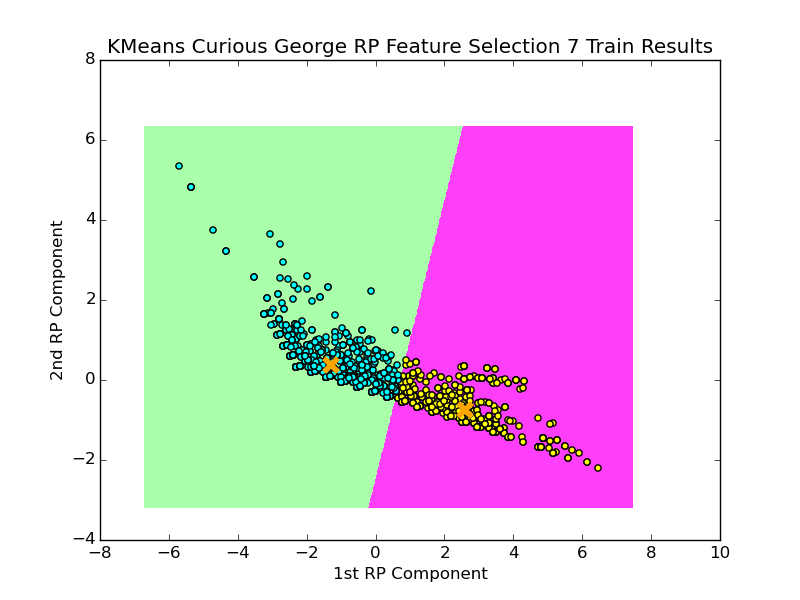 KMeans Curious George RP Feature Selection 7 Train Results
8
6
4
2
0
−2
−4
2nd RP Component
−8 −6 −4 −2 0 2 4 6 8 10
1st RP Component